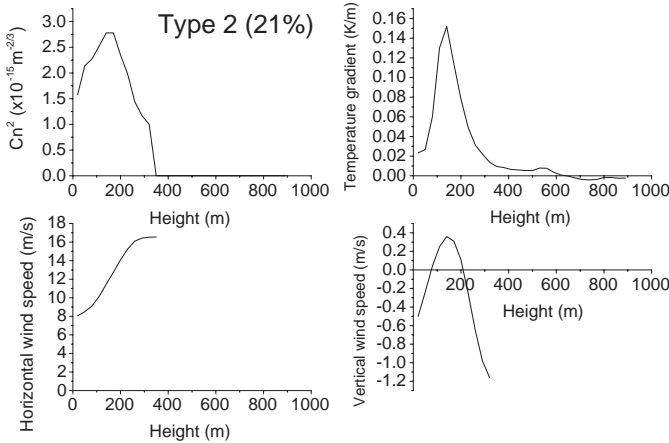 Type 2 (21%)
Cn² (x10⁻¹⁵m⁻²/³)
3.0
2.5
2.0
1.5
1.0
0.5
0.0
0 200 400 600 800 1000
Height (m)
Temperature gradient (K/m)
0.16
0.14
0.12
0.10
0.08
0.06
0.04
0.02
0.00
0 200 400 600 800 1000
Height (m)
Horizontal wind speed (m/s)
18
16
14
12
10
8
6
4
2
0
0 200 400 600 800 1000
Height (m)
Vertical wind speed (m/s)
0.4
0.2
0.0
-0.2
-0.4
-0.6
-0.8
-1.0
-1.2
0 200 400 600 800 1000
Height (m)